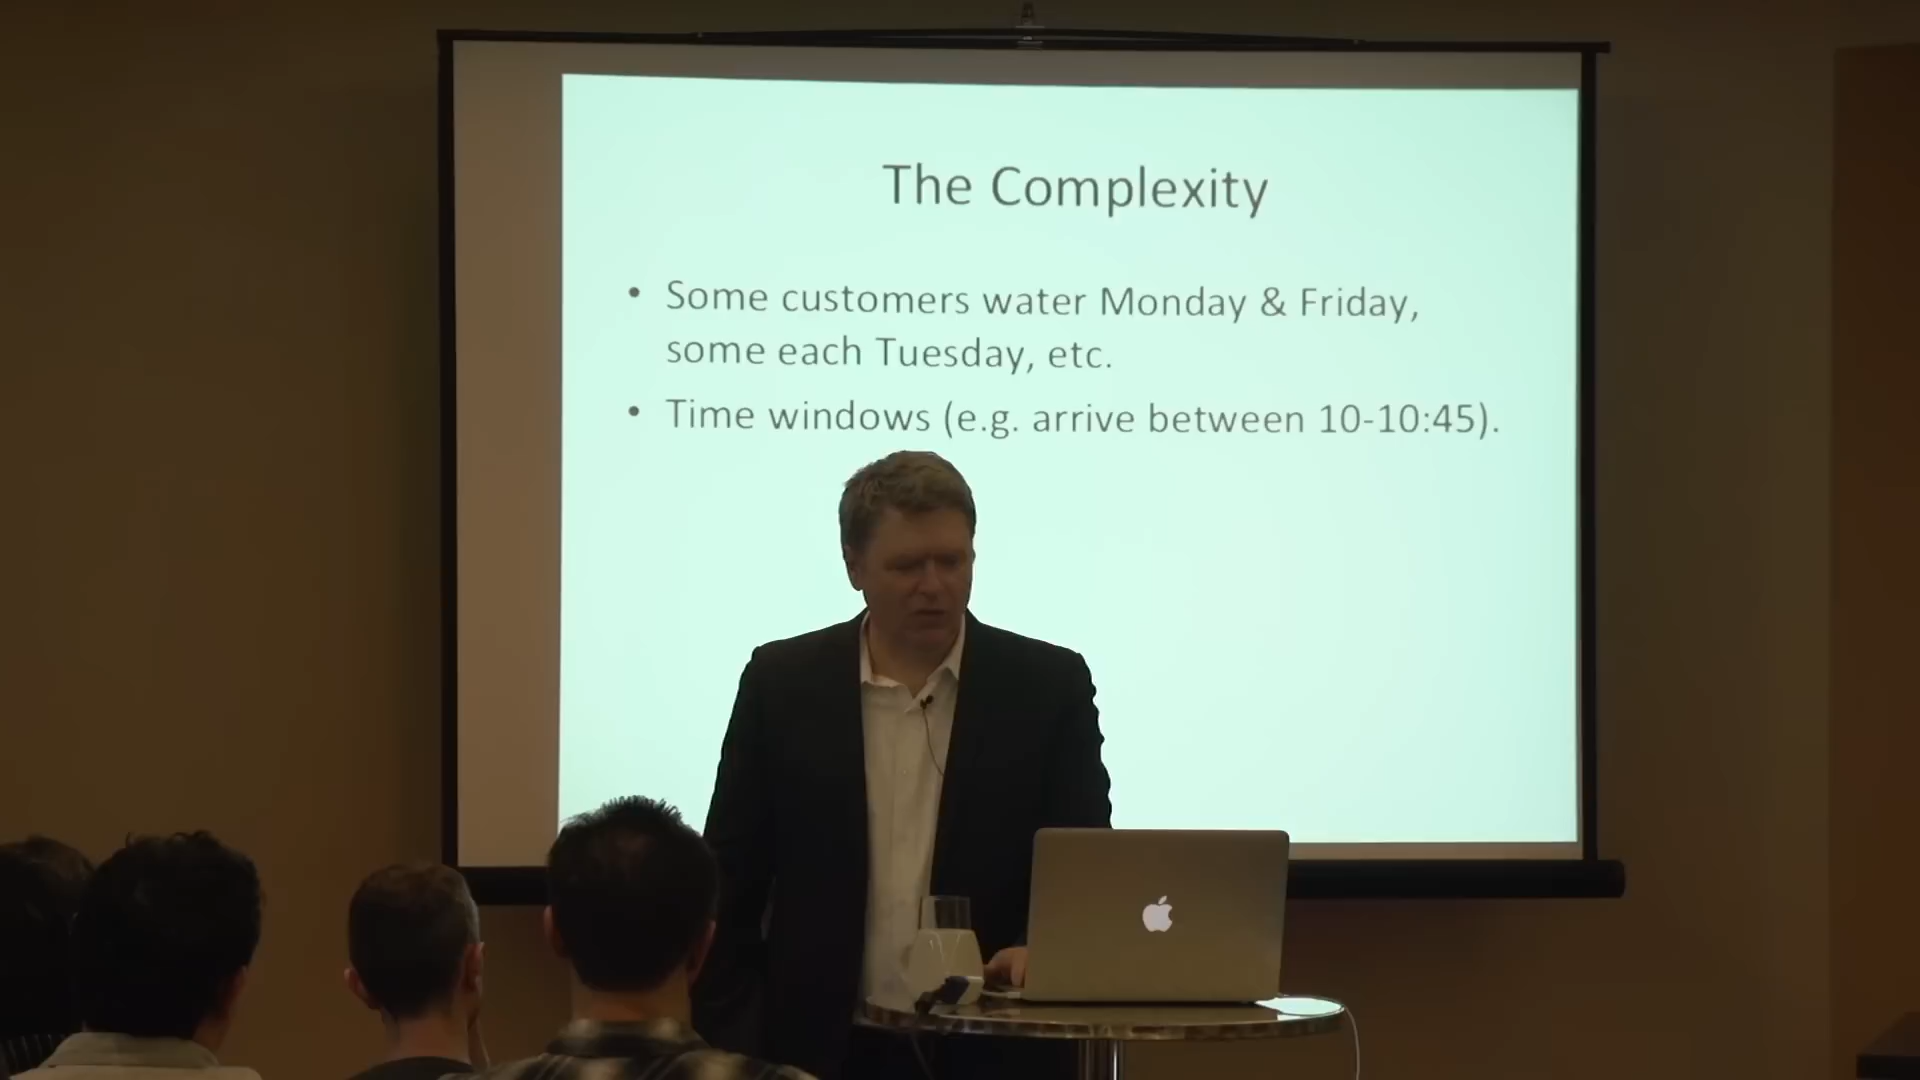 The Complexity
• Some customers water Monday & Friday,
some each Tuesday, etc.
• Time windows (e.g. arrive between 10-10:45).